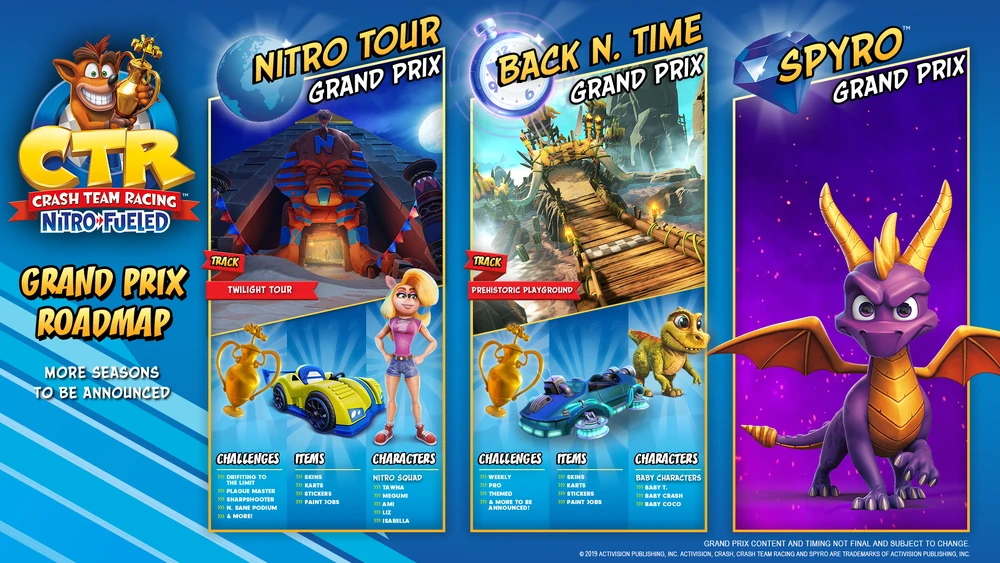 CTR
CRASH TEAM RACING™
NITRO FUELED
GRAND PRIX
ROADMAP
MORE SEASONS
TO BE ANNOUNCED
NITRO TOUR
GRAND PRIX
N
TRACK
TWILIGHT TOUR
CHALLENGES
DRIFTING TO
THE LIMIT
PLAGUE MASTER
SHARPSHOOTER
N. SANE PODIUM
& MORE!
ITEMS
SKINS
KARTS
STICKERS
PAINT JOBS
CHARACTERS
NITRO SQUAD
TAWNA
MEGUMI
AMI
LIZ
ISABELLA
BACK N. TIME
GRAND PRIX
TRACK
PREHISTORIC PLAYGROUND
CHALLENGES
WEEKLY
PRO
THEMED
& MORE TO BE
ANNOUNCED!
ITEMS
SKINS
KARTS
STICKERS
PAINT JOBS
CHARACTERS
BABY CHARACTERS
BABY T.
BABY CRASH
BABY COCO
SPYRO™
GRAND PRIX
GRAND PRIX CONTENT AND TIMING NOT FINAL AND SUBJECT TO CHANGE.
© 2019 ACTIVISION PUBLISHING, INC. ACTIVISION, CRASH, CRASH TEAM RACING AND SPYRO ARE TRADEMARKS OF ACTIVISION PUBLISHING, INC.